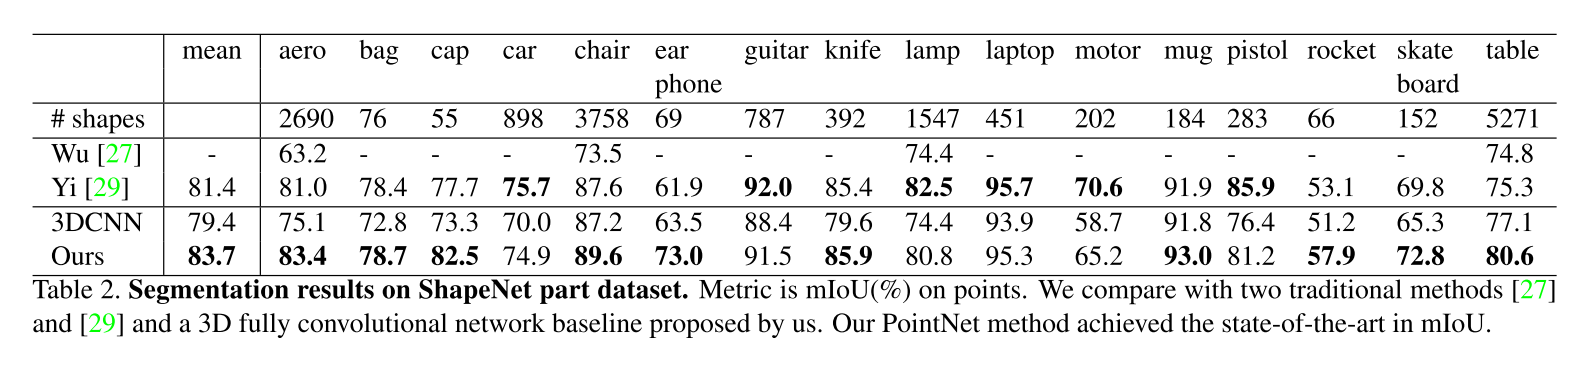 mean aero bag cap car chair ear guitar knife lamp laptop motor mug pistol rocket skate table
phone board
# shapes 2690 76 55 898 3758 69 787 392 1547 451 202 184 283 66 152 5271
Wu [27] - 63.2 - - - 73.5 - - - 74.4 - - - - - - 74.8
Yi [29] 81.4 81.0 78.4 77.7 75.7 87.6 61.9 92.0 85.4 82.5 95.7 70.6 91.9 85.9 53.1 69.8 75.3
3DCNN 79.4 75.1 72.8 73.3 70.0 87.2 63.5 88.4 79.6 74.4 93.9 58.7 91.8 76.4 51.2 65.3 77.1
Ours 83.7 83.4 78.7 82.5 74.9 89.6 73.0 91.5 85.9 80.8 95.3 65.2 93.0 81.2 57.9 72.8 80.6
Table 2. Segmentation results on ShapeNet part dataset. Metric is mIoU(%) on points. We compare with two traditional methods [27]
and [29] and a 3D fully convolutional network baseline proposed by us. Our PointNet method achieved the state-of-the-art in mIoU.